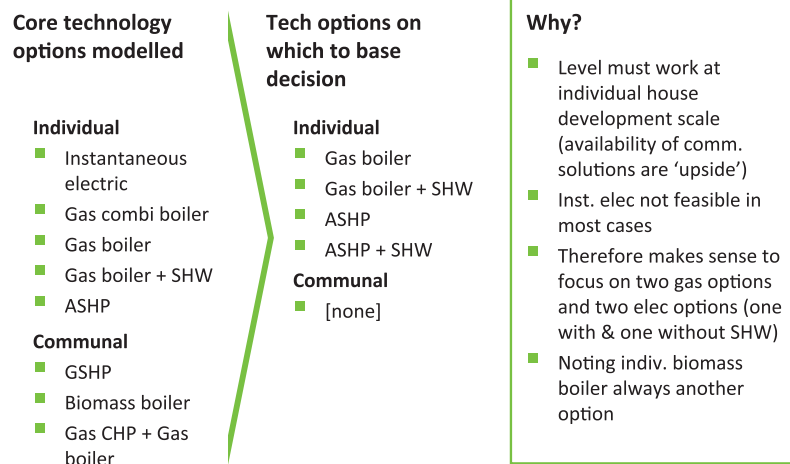 Core technology
options modelled
Individual
Instantaneous
electric
Gas combi boiler
Gas boiler
Gas boiler + SHW
ASHP
Communal
GSHP
Biomass boiler
Gas CHP + Gas
boiler
Tech options on
which to base
decision
Individual
Gas boiler
Gas boiler + SHW
ASHP
ASHP + SHW
Communal
[none]
Why?
Level must work at
individual house
development scale
(availability of comm.
solutions are ‘upside’)
Inst. elec not feasible in
most cases
Therefore makes sense to
focus on two gas options
and two elec options (one
with & one without SHW)
Noting indiv. biomass
boiler always another
option